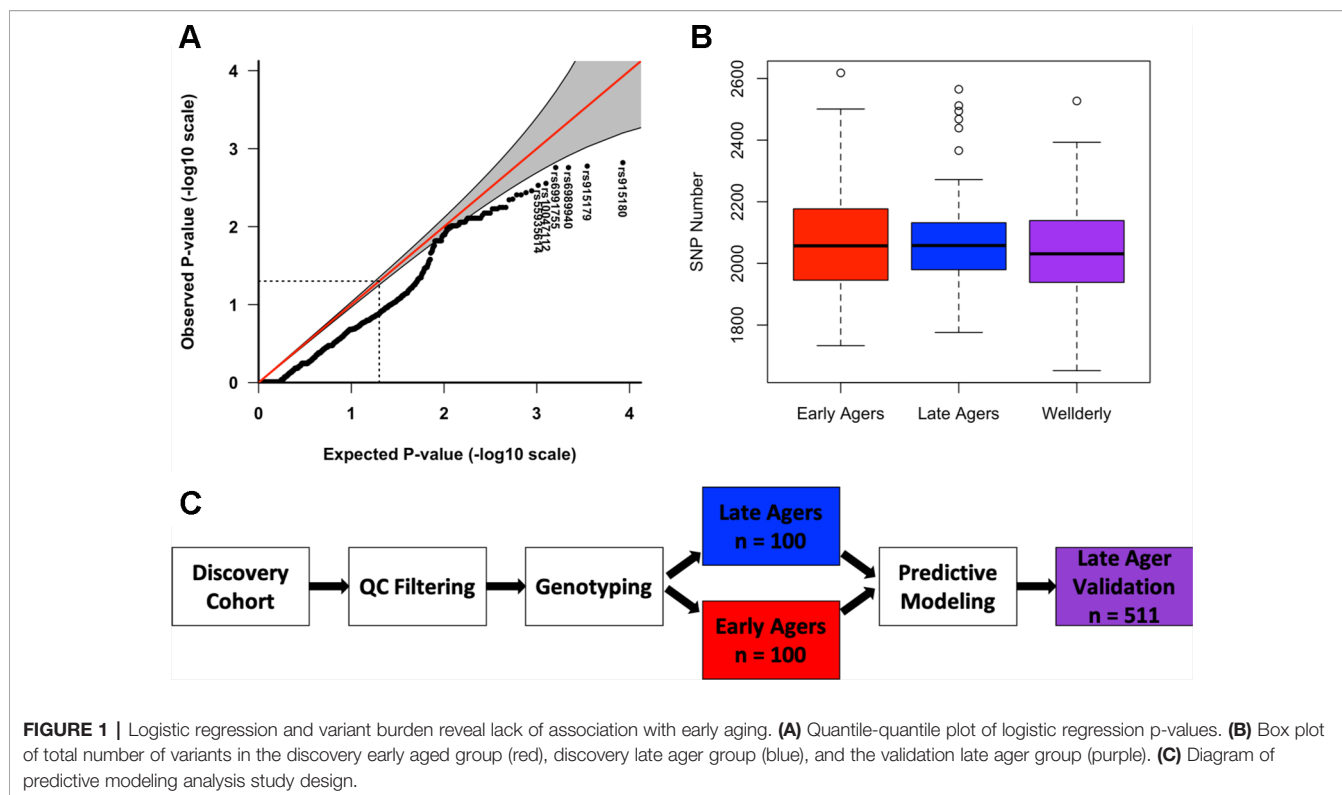 A
Observed P-value (-log10 scale)
4
3
2
1
0
0 1 2 3 4
Expected P-value (-log10 scale)
rs55935614
rs10047112
rs6991755
rs6989940
rs915179
rs915180
B
SNP Number
2600
2400
2200
2000
1800
Early Agers Late Agers Wellderly
C
Discovery
Cohort
QC Filtering
Genotyping
Late Agers
n = 100
Early Agers
n = 100
Predictive
Modeling
Late Ager
Validation
n = 511
FIGURE 1 | Logistic regression and variant burden reveal lack of association with early aging. (A) Quantile-quantile plot of logistic regression p-values. (B) Box plot
of total number of variants in the discovery early aged group (red), discovery late ager group (blue), and the validation late ager group (purple). (C) Diagram of
predictive modeling analysis study design.